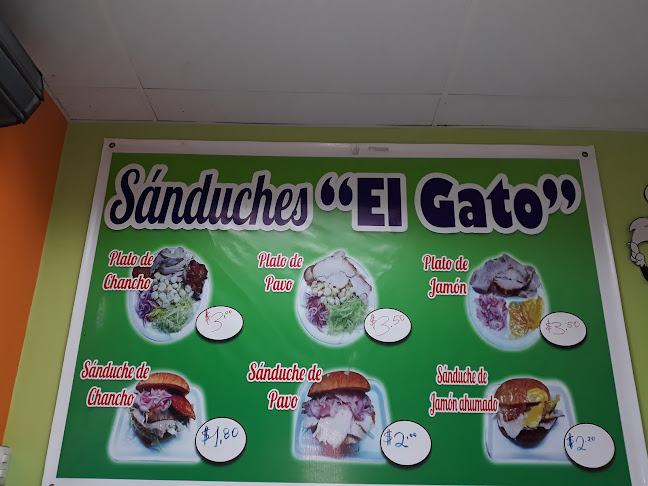 Sánduches "El Gato"
Plato de
Chancho
$3.00
Plato de
Pavo
$3.50
Plato de
Jamón
$3.50
Sánduche de
Chancho
$1.80
Sánduche de
Pavo
$2.00
Sánduche de
Jamón ahumado
$2.20